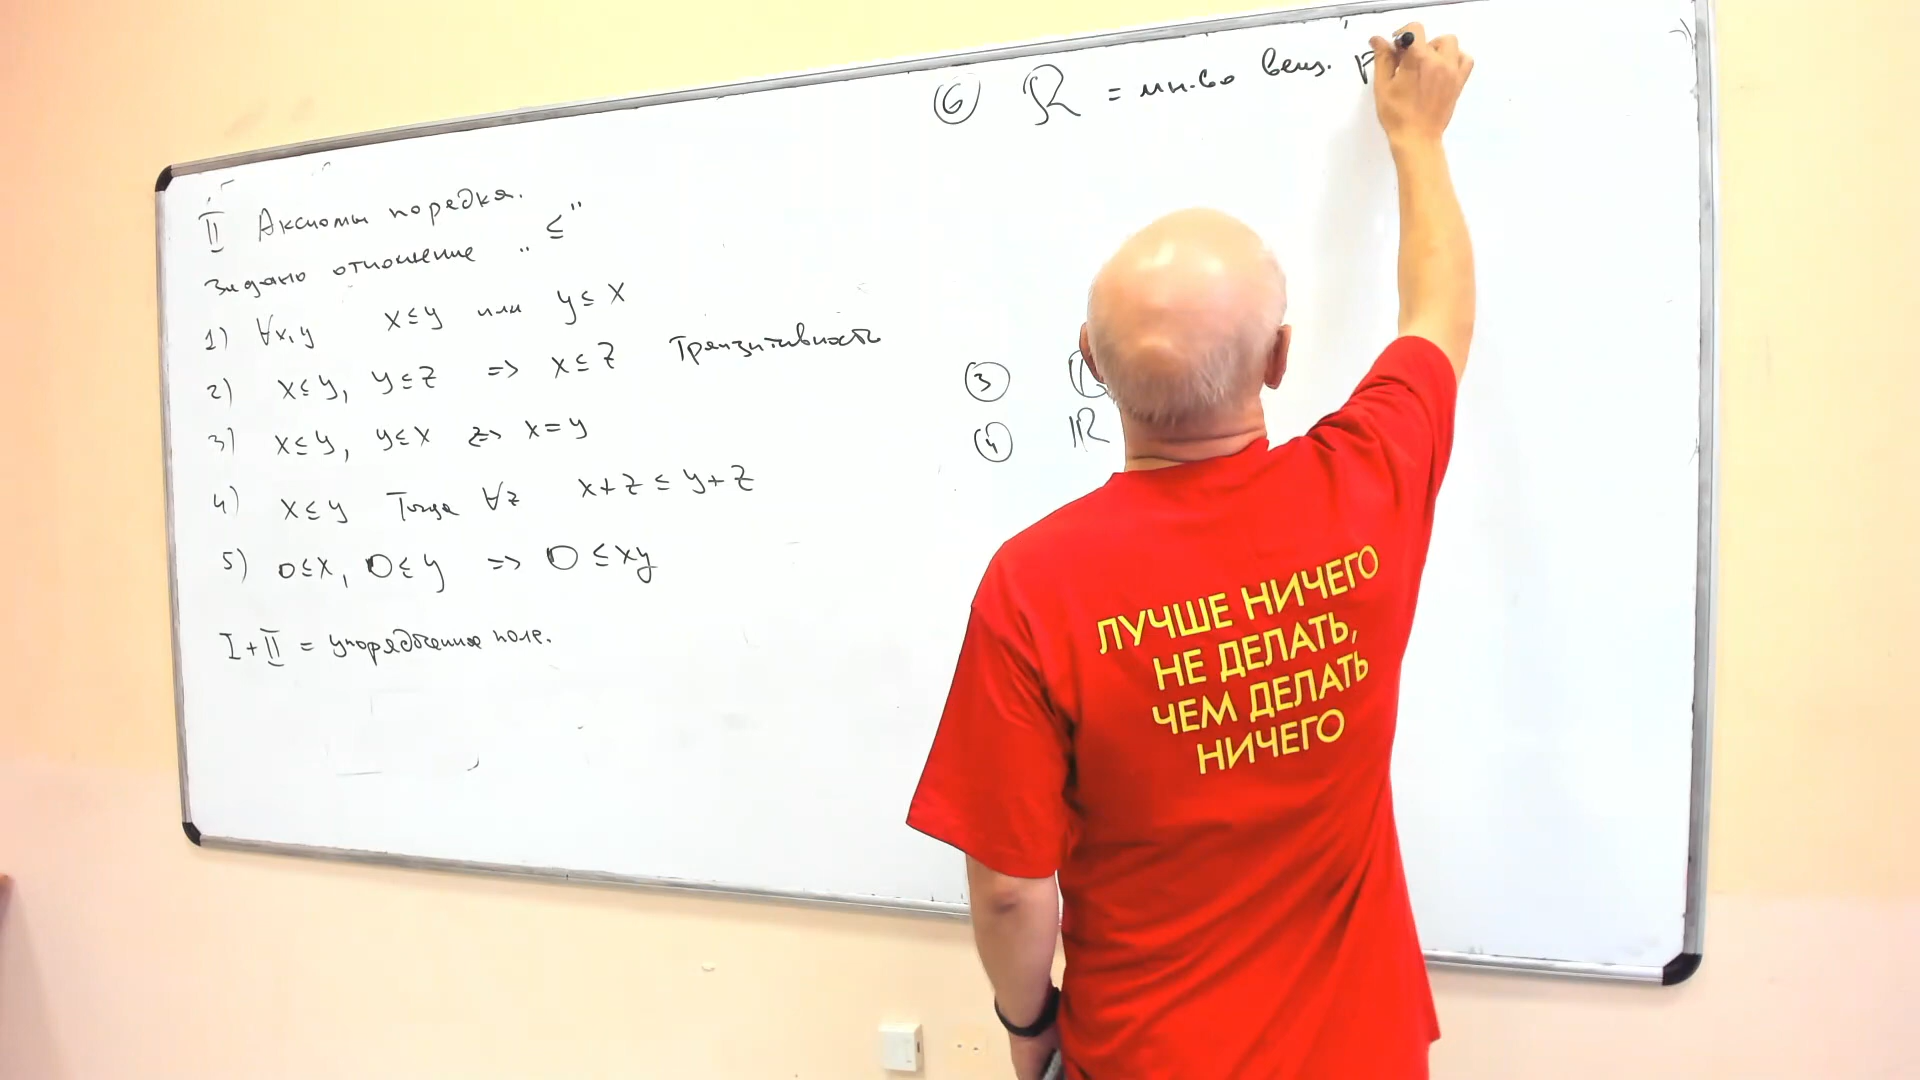 II Аксиомы порядка.
Задано отношение "≤"
1) ∀x,y x≤y или y≤x
2) x≤y, y≤z => x≤z Транзитивность
3) x≤y, y≤x => x=y
4) x≤y Тогда ∀z x+z≤y+z
5) 0≤x, 0≤y => 0≤xy
I+II = упорядоченное поле.
⑥ R = мн-во вещ.
③
④ ℝ
ЛУЧШЕ НИЧЕГО
НЕ ДЕЛАТЬ,
ЧЕМ ДЕЛАТЬ
НИЧЕГО